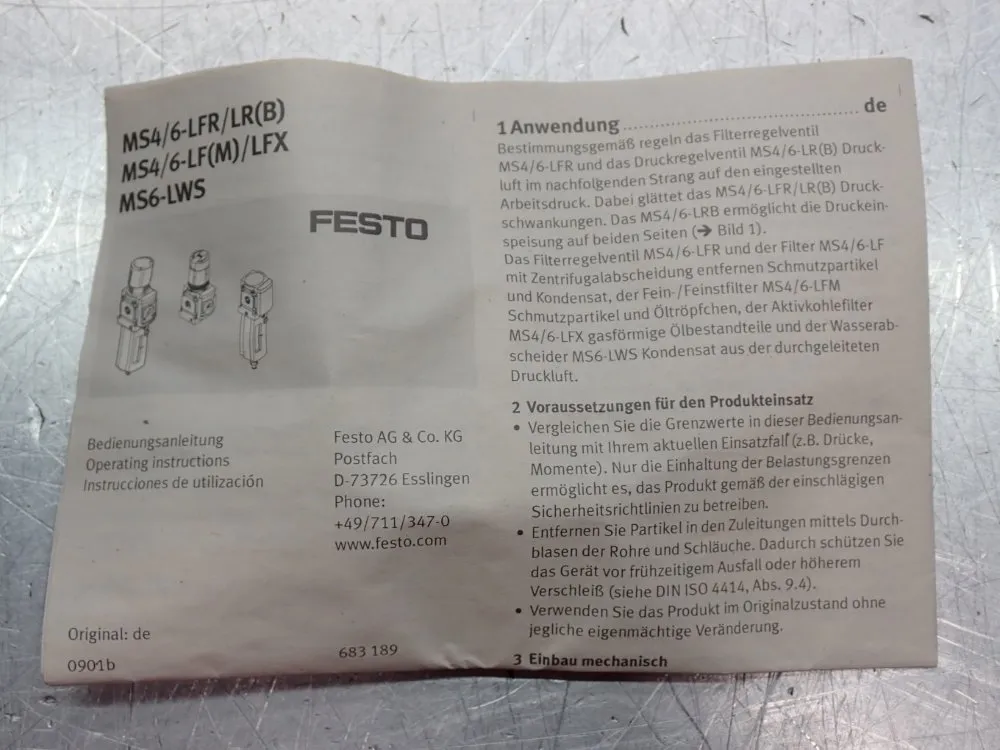 MS4/6-LFR/LR(B)
MS4/6-LF(M)/LFX
MS6-LWS
FESTO
Bedienungsanleitung
Operating instructions
Instrucciones de utilización
Festo AG & Co. KG
Postfach
D-73726 Esslingen
Phone:
+49/711/347-0
www.festo.com
Original: de
0901b
683 189
1 Anwendung ........................................ de
Bestimmungsgemäß regeln das Filterregelventil
MS4/6-LFR und das Druckregelventil MS4/6-LR(B) Druck-
luft im nachfolgenden Strang auf den eingestellten
Arbeitsdruck. Dabei glättet das MS4/6-LFR/LR(B) Druck-
schwankungen. Das MS4/6-LRB ermöglicht die Druckein-
speisung auf beiden Seiten (➔ Bild 1).
Das Filterregelventil MS4/6-LFR und der Filter MS4/6-LF
mit Zentrifugalabscheidung entfernen Schmutzpartikel
und Kondensat, der Fein-/Feinstfilter MS4/6-LFM
Schmutzpartikel und Öltröpfchen, der Aktivkohlefilter
MS4/6-LFX gasförmige Ölbestandteile und der Wasserab-
scheider MS6-LWS Kondensat aus der durchgeleiteten
Druckluft.
2 Voraussetzungen für den Produkteinsatz
• Vergleichen Sie die Grenzwerte in dieser Bedienungsan-
leitung mit Ihrem aktuellen Einsatzfall (z.B. Drücke,
Momente). Nur die Einhaltung der Belastungsgrenzen
ermöglicht es, das Produkt gemäß der einschlägigen
Sicherheitsrichtlinien zu betreiben.
• Entfernen Sie Partikel in den Zuleitungen mittels Durch-
blasen der Rohre und Schläuche. Dadurch schützen Sie
das Gerät vor frühzeitigem Ausfall oder höherem
Verschleiß (siehe DIN ISO 4414, Abs. 9.4).
• Verwenden Sie das Produkt im Originalzustand ohne
jegliche eigenmächtige Veränderung.
3 Einbau mechanisch